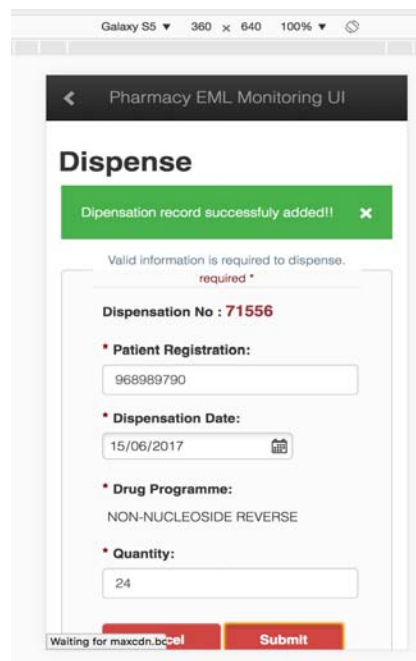 Galaxy S5 ▼ 360 x 640 100% ▼
Pharmacy EML Monitoring UI
Dispense
Dipensation record successfuly added!! ×
Valid information is required to dispense.
required *
Dispensation No : 71556
* Patient Registration:
968989790
* Dispensation Date:
15/06/2017
* Drug Programme:
NON-NUCLEOSIDE REVERSE
* Quantity:
24
Waiting for maxcdn.bc
cel Submit